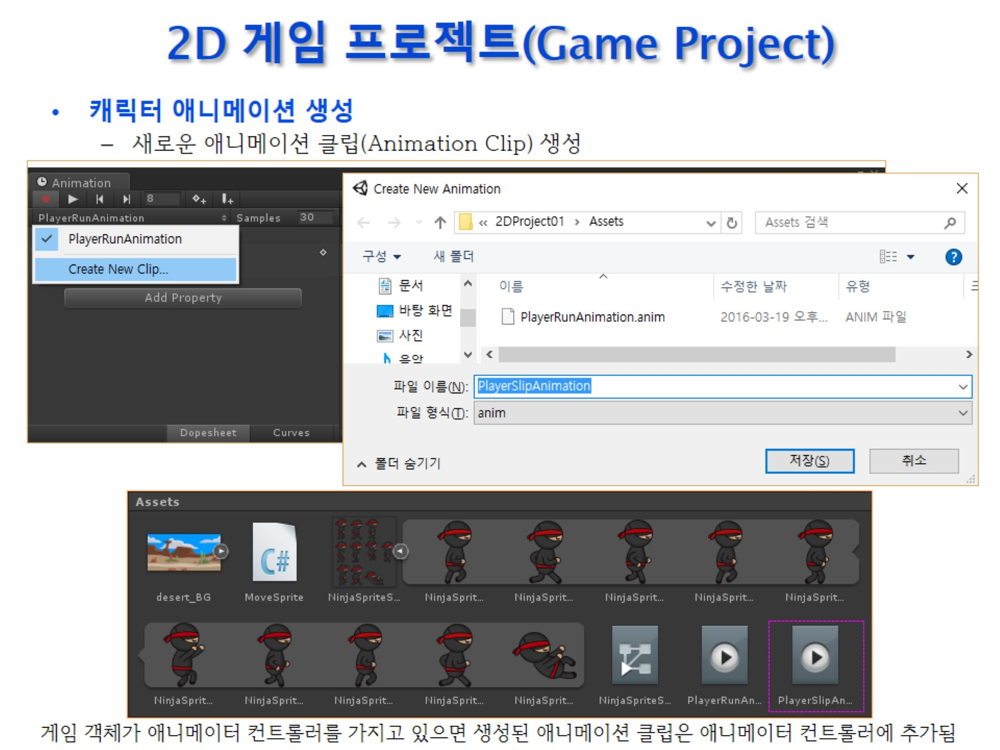 2D 게임 프로젝트(Game Project)
• 캐릭터 애니메이션 생성
– 새로운 애니메이션 클립(Animation Clip) 생성
Animation
8
PlayerRunAnimation Samples 30
PlayerRunAnimation
Create New Clip...
Add Property
Dopesheet Curves
Create New Animation
« 2DProject01 › Assets
Assets 검색
구성 새 폴더
문서
바탕 화면
사진
음악
이름 수정한 날짜 유형
PlayerRunAnimation.anim 2016-03-19 오후... ANIM 파일
파일 이름(N): PlayerSlipAnimation
파일 형식(T): anim
폴더 숨기기
저장(S) 취소
Assets
C#
desert_BG MoveSprite NinjaSpriteS... NinjaSprit... NinjaSprit... NinjaSprit... NinjaSprit... NinjaSprit...
NinjaSprit... NinjaSprit... NinjaSprit... NinjaSprit... NinjaSprit... NinjaSpriteS... PlayerRunAn... PlayerSlipAn...
게임 객체가 애니메이터 컨트롤러를 가지고 있으면 생성된 애니메이션 클립은 애니메이터 컨트롤러에 추가됨